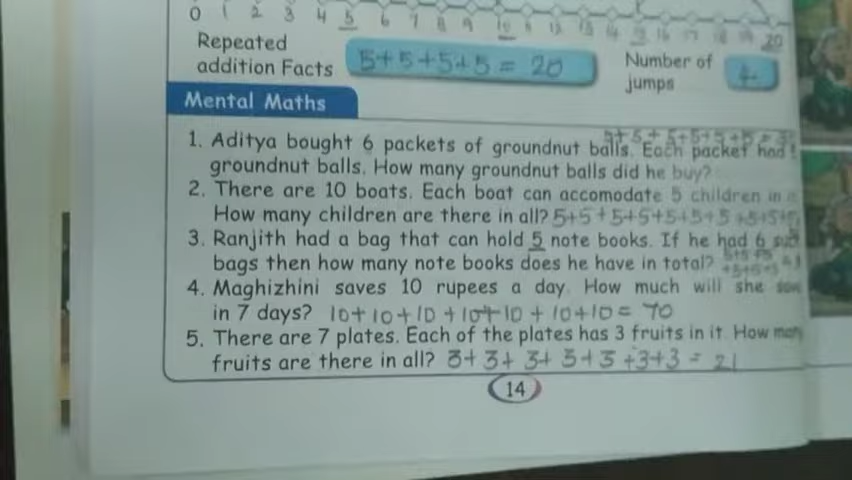 0 1 2 3 4 5 6 7 8 9 10 11 12 13 14 15 16 17 18 19 20
Repeated
addition Facts 5+5+5+5 = 20
Number of
jumps 4
Mental Maths
5+5+5+5+5+5 =
1. Aditya bought 6 packets of groundnut balls. Each packet had
groundnut balls. How many groundnut balls did he buy?
2. There are 10 boats. Each boat can accomodate 5 children in
How many children are there in all? 5+5+5+5+5+5+5+5+5+5
3. Ranjith had a bag that can hold 5 note books. If he had 6 such
bags then how many note books does he have in total? 5+5+5
+5+5+5
4. Maghizhini saves 10 rupees a day. How much will she save
in 7 days? 10+10+10+10+10+10+10 = 70
5. There are 7 plates. Each of the plates has 3 fruits in it. How many
fruits are there in all? 3+3+3+3+3+3+3 = 21
14